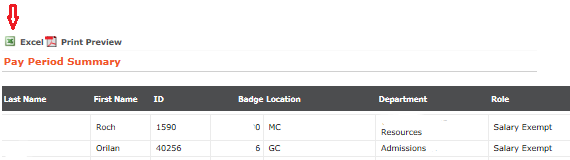 Excel Print Preview
Pay Period Summary
Last Name First Name ID Badge Location Department Role
Roch 1590 '0 MC Resources Salary Exempt
Orilan 40256 6 GC Admissions Salary Exempt